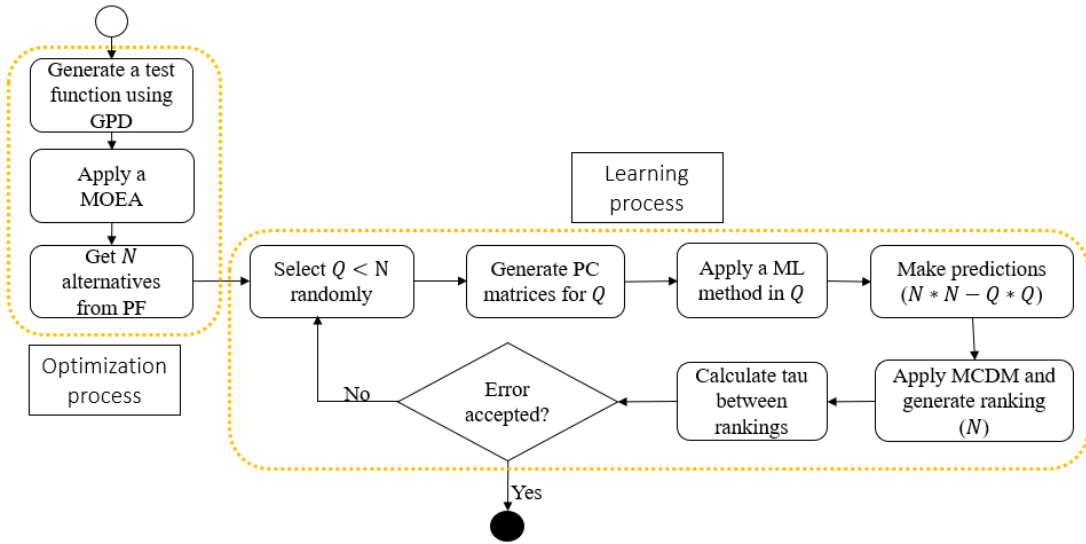 Generate a test
function using
GPD
Apply a
MOEA
Get N
alternatives
from PF
Optimization
process
Learning
process
Select Q < N
randomly
Generate PC
matrices for Q
Apply a ML
method in Q
Make predictions
(N * N − Q * Q)
Apply MCDM and
generate ranking
(N)
Calculate tau
between
rankings
Error
accepted?
No
Yes